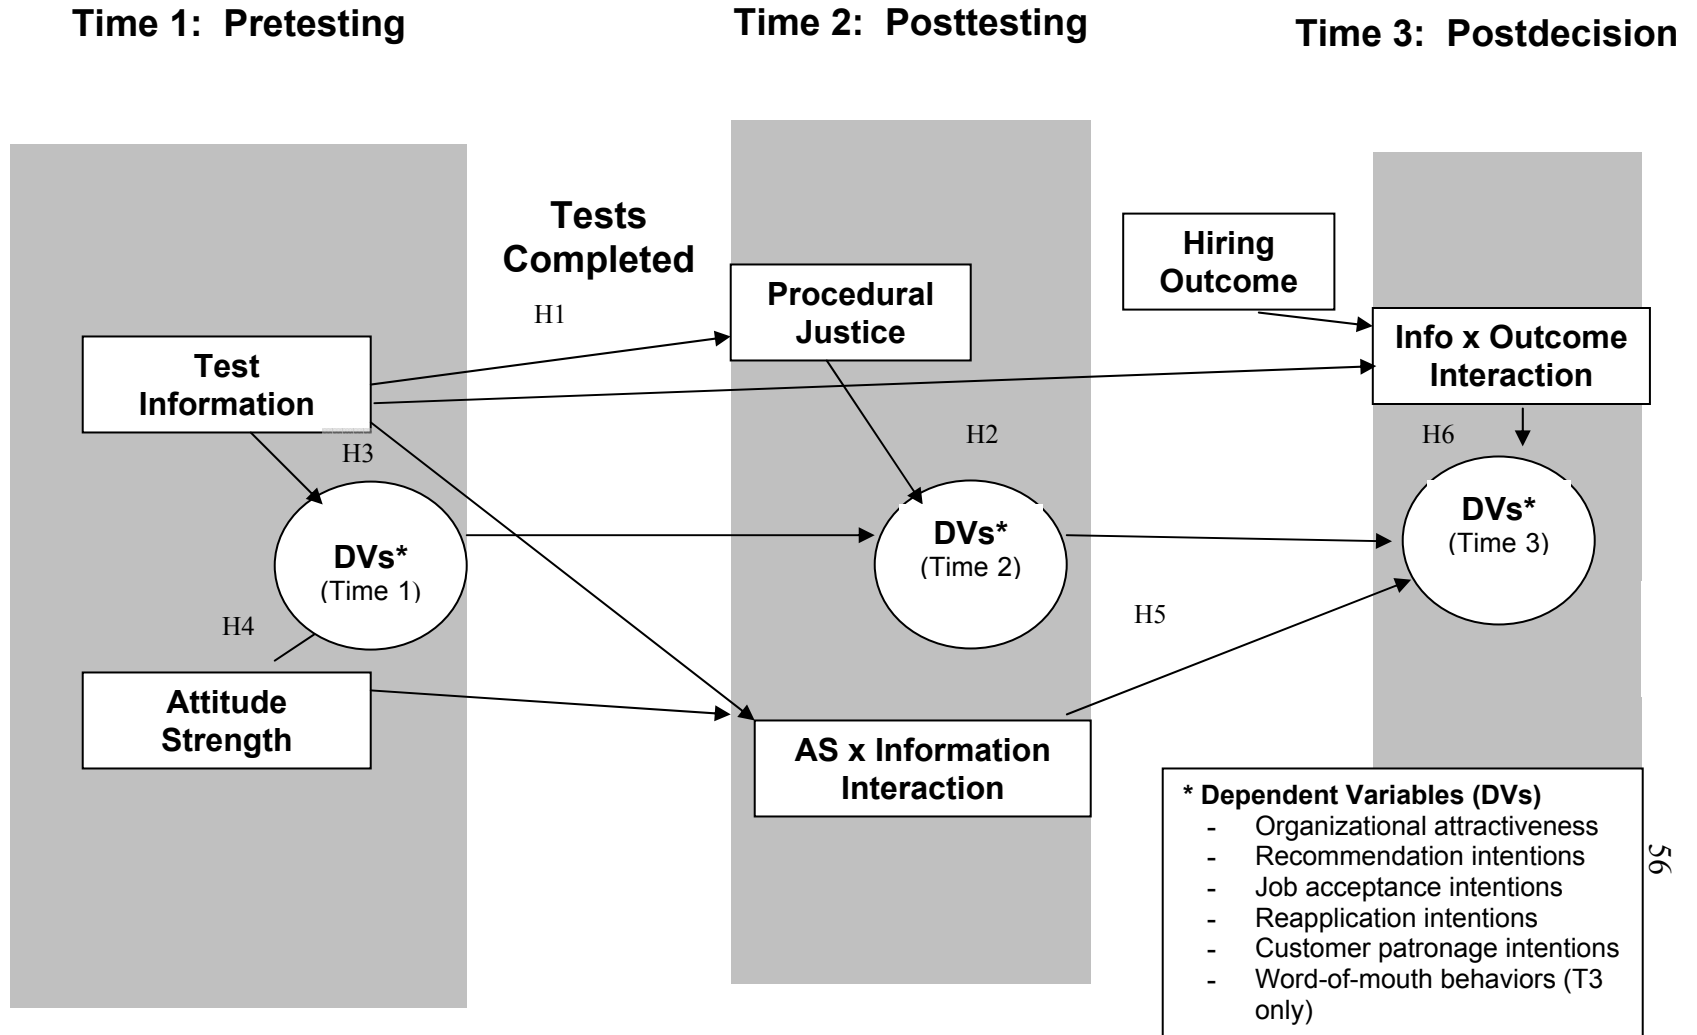 Time 1:  Pretesting
Time 2:  Posttesting
Time 3:  Postdecision
Tests
Completed
Hiring
Outcome
Procedural
Justice
H1
Info x Outcome
Interaction
Test
Information
H3
H2
H6
DVs*
(Time 1)
DVs*
(Time 2)
DVs*
(Time 3)
H4
H5
Attitude
Strength
AS x Information
Interaction
* Dependent Variables (DVs)
- Organizational attractiveness
- Recommendation intentions
- Job acceptance intentions
- Reapplication intentions
- Customer patronage intentions
- Word-of-mouth behaviors (T3
only)
56